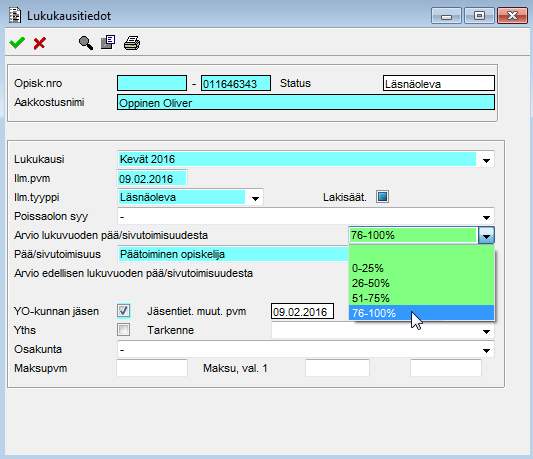 Lukukausitiedot
Opisk.nro - 011646343 Status Läsnäoleva
Aakkostusnimi Oppinen Oliver
Lukukausi Kevät 2016
Ilm.pvm 09.02.2016
Ilm.tyyppi Läsnäoleva Lakisäät.
Poissaolon syy -
Arvio lukuvuoden pää/sivutoimisuudesta 76-100%
Pää/sivutoimisuus Päätoiminen opiskelija
0-25%
Arvio edellisen lukuvuoden pää/sivutoimisuudesta
26-50%
51-75%
YO-kunnan jäsen Jäsentiet. muut. pvm 09.02.2016 76-100%
Yths Tarkenne
Osakunta -
Maksupvm Maksu, val. 1